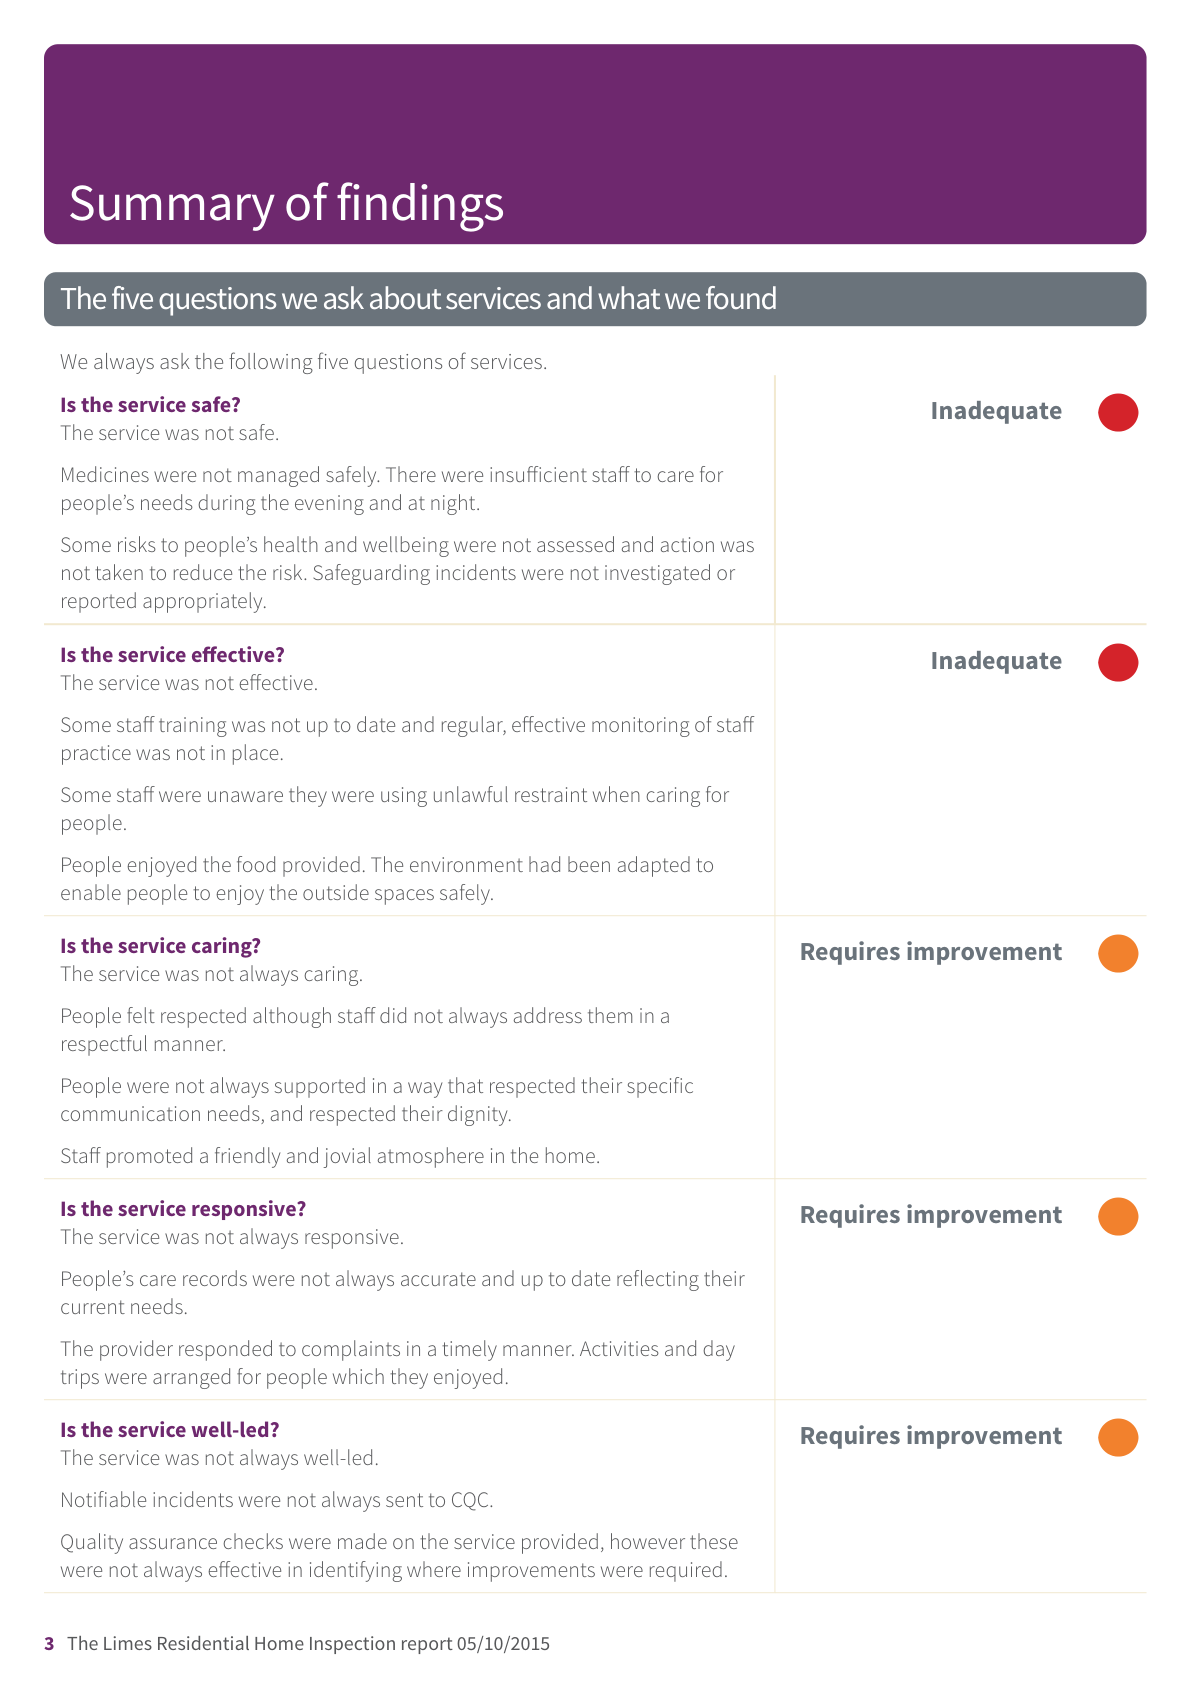 Summary of findings
The five questions we ask about services and what we found
We always ask the following five questions of services.
Is the service safe?
The service was not safe.
Inadequate
Medicines were not managed safely. There were insufficient staff to care for
people’s needs during the evening and at night.
Some risks to people’s health and wellbeing were not assessed and action was
not taken to reduce the risk. Safeguarding incidents were not investigated or
reported appropriately.
Is the service effective?
The service was not effective.
Inadequate
Some staff training was not up to date and regular, effective monitoring of staff
practice was not in place.
Some staff were unaware they were using unlawful restraint when caring for
people.
People enjoyed the food provided. The environment had been adapted to
enable people to enjoy the outside spaces safely.
Is the service caring?
The service was not always caring.
Requires improvement
People felt respected although staff did not always address them in a
respectful manner.
People were not always supported in a way that respected their specific
communication needs, and respected their dignity.
Staff promoted a friendly and jovial atmosphere in the home.
Is the service responsive?
The service was not always responsive.
Requires improvement
People’s care records were not always accurate and up to date reflecting their
current needs.
The provider responded to complaints in a timely manner. Activities and day
trips were arranged for people which they enjoyed.
Is the service well-led?
The service was not always well-led.
Requires improvement
Notifiable incidents were not always sent to CQC.
Quality assurance checks were made on the service provided, however these
were not always effective in identifying where improvements were required.
3 The Limes Residential Home Inspection report 05/10/2015